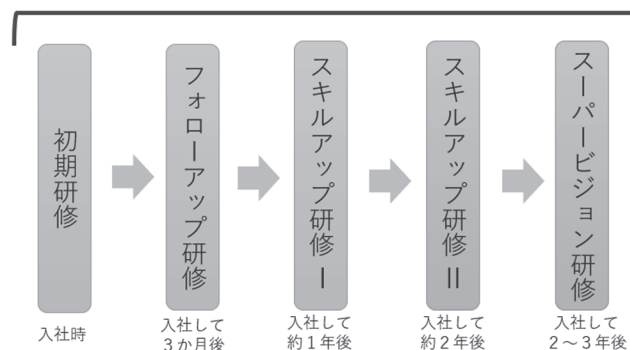 初期研修
フォローアップ研修
スキルアップ研修 I
スキルアップ研修 II
スーパービジョン研修
入社時
入社して
3か月後
入社して
約1年後
入社して
約2年後
入社して
2～3年後